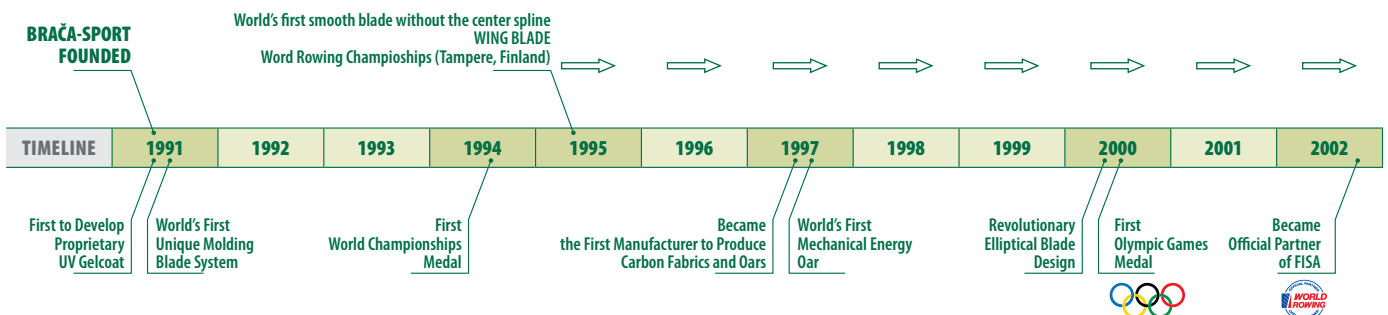 BRAČA-SPORT
FOUNDED
World's first smooth blade without the center spline
WING BLADE
Word Rowing Champioships (Tampere, Finland)
TIMELINE 1991 1992 1993 1994 1995 1996 1997 1998 1999 2000 2001 2002
First to Develop
Proprietary
UV Gelcoat
World's First
Unique Molding
Blade System
First
World Championships
Medal
Became
the First Manufacturer to Produce
Carbon Fabrics and Oars
World's First
Mechanical Energy
Oar
Revolutionary
Elliptical Blade
Design
First
Olympic Games
Medal
Became
Official Partner
of FISA
OFFICIAL PARTNER
WORLD
ROWING